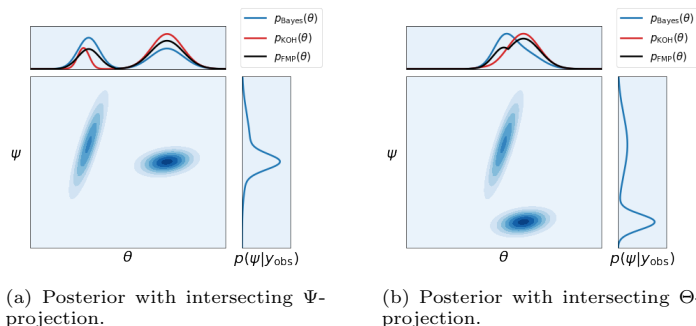 p_Bayes(θ)
p_KOH(θ)
p_FMP(θ)
ψ
θ
p(ψ|y_obs)
(a) Posterior with intersecting Ψ-
projection.
p_Bayes(θ)
p_KOH(θ)
p_FMP(θ)
ψ
θ
p(ψ|y_obs)
(b) Posterior with intersecting Θ-
projection.